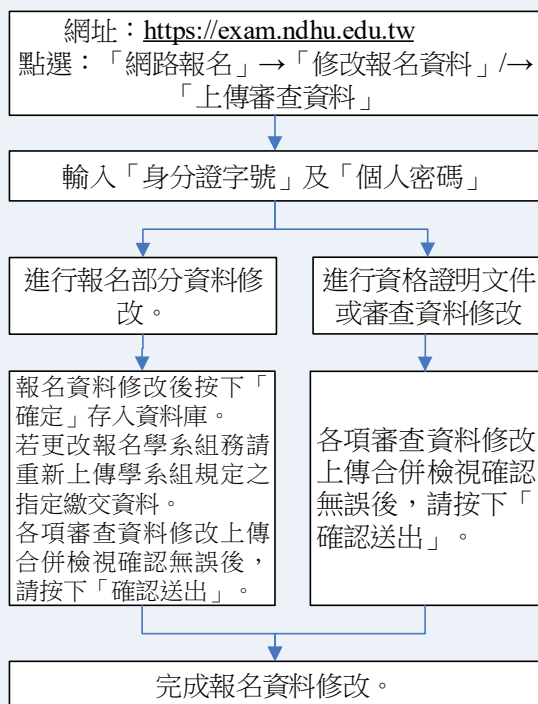 網址：https://exam.ndhu.edu.tw
點選：「網路報名」→「修改報名資料」/→
「上傳審查資料」
輸入「身分證字號」及「個人密碼」
進行報名部分資料修
改。
進行資格證明文件
或審查資料修改
報名資料修改後按下「
確定」存入資料庫。
若更改報名學系組務請
重新上傳學系組規定之
指定繳交資料。
各項審查資料修改上傳
合併檢視確認無誤後，
請按下「確認送出」。
各項審查資料修改
上傳合併檢視確認
無誤後，請按下「
確認送出」。
完成報名資料修改。